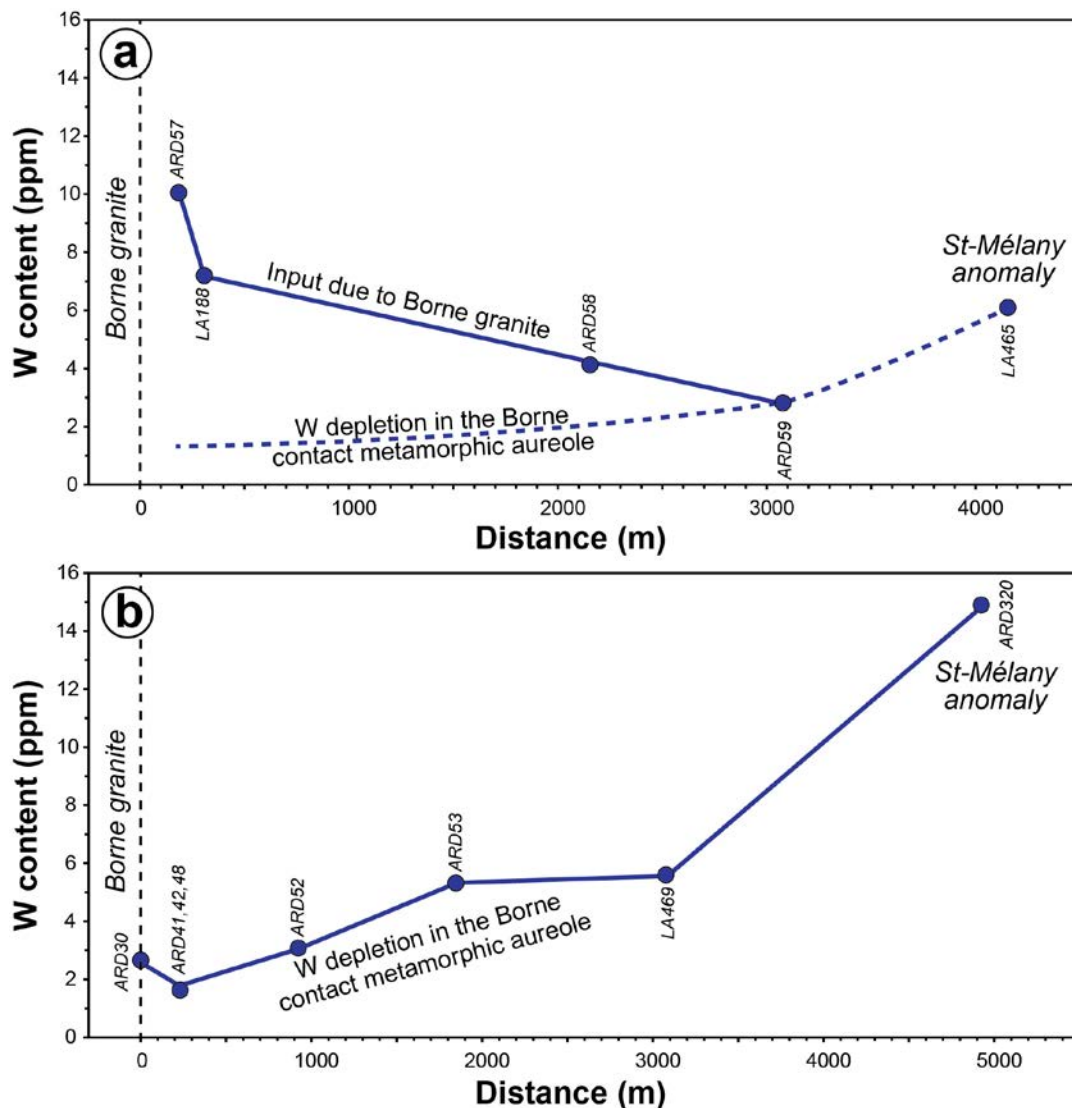 a
16
14
12
10
8
6
4
2
0
W content (ppm)
Borne granite
ARD57
LA188
Input due to Borne granite
ARD58
W depletion in the Borne
contact metamorphic aureole
ARD59
St-Mélany
anomaly
LA465
0 1000 2000 3000 4000
Distance (m)
b
16
14
12
10
8
6
4
2
0
W content (ppm)
Borne granite
ARD30
ARD41,42,48
ARD52
ARD53
W depletion in the Borne
contact metamorphic aureole
LA469
ARD320
St-Mélany
anomaly
0 1000 2000 3000 4000 5000
Distance (m)